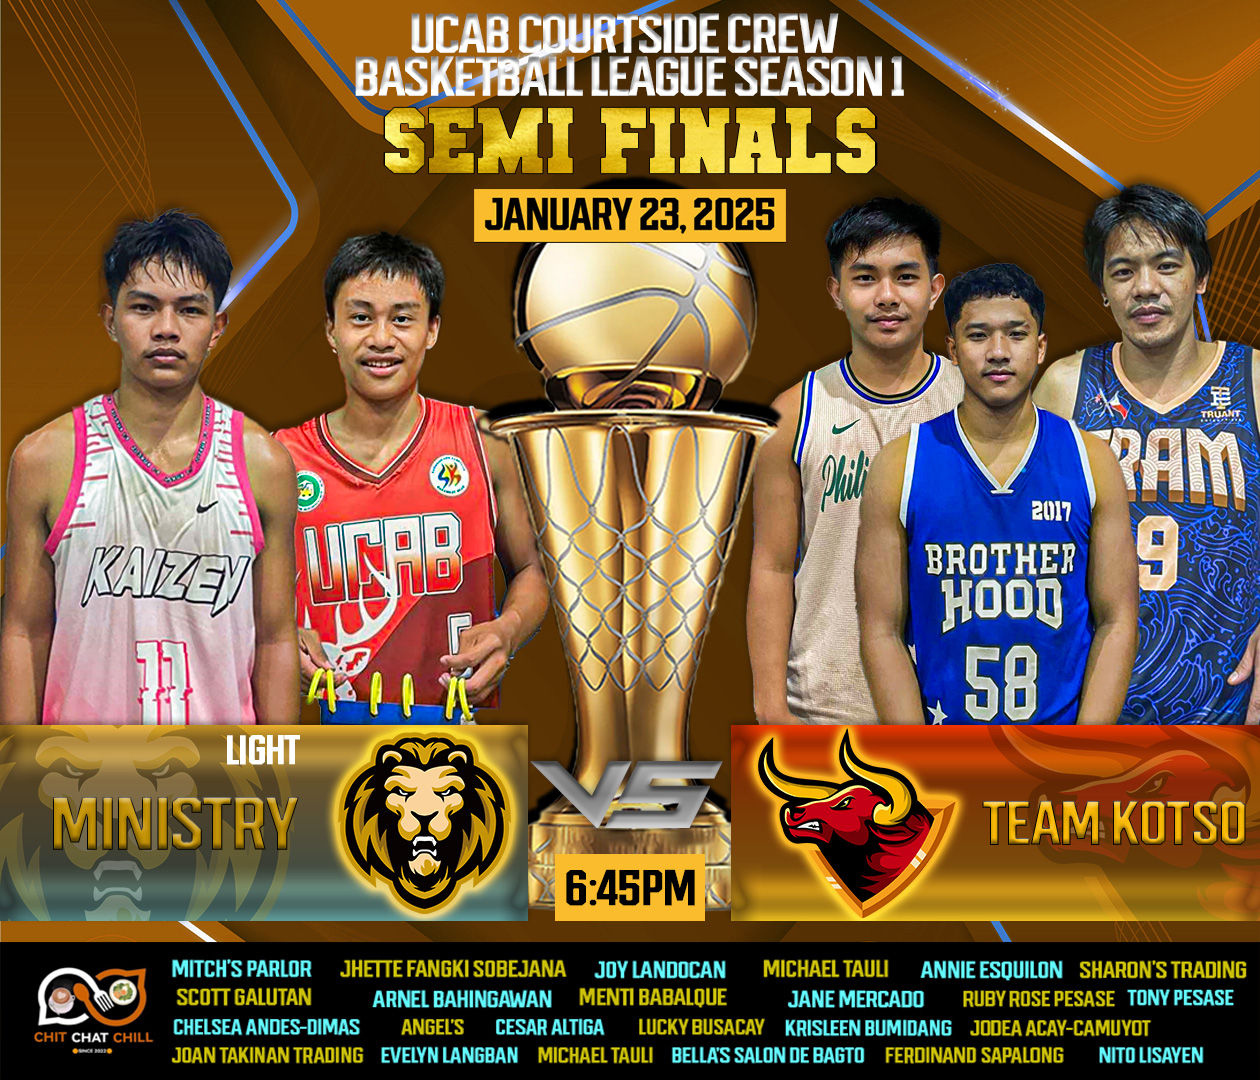 UCAB COURTSIDE CREW
BASKETBALL LEAGUE SEASON 1
SEMI FINALS
JANUARY 23, 2025
KAIZEN
11
UCAB
TRUANT
RAM
9
2017
BROTHER
HOOD
58
LIGHT
MINISTRY
VS
6:45PM
TEAM KOTSO
CHIT CHAT CHILL
SINCE 2023
MITCH'S PARLOR JHETTE FANGKI SOBEJANA JOY LANDOCAN MICHAEL TAULI ANNIE ESQUILON SHARON'S TRADING
SCOTT GALUTAN ARNEL BAHINGAWAN MENTI BABALQUE JANE MERCADO RUBY ROSE PESASE TONY PESASE
CHELSEA ANDES-DIMAS ANGEL'S CESAR ALTIGA LUCKY BUSACAY KRISLEEN BUMIDANG JODEA ACAY-CAMUYOT
JOAN TAKINAN TRADING EVELYN LANGBAN MICHAEL TAULI BELLA'S SALON DE BAGTO FERDINAND SAPALONG NITO LISAYEN